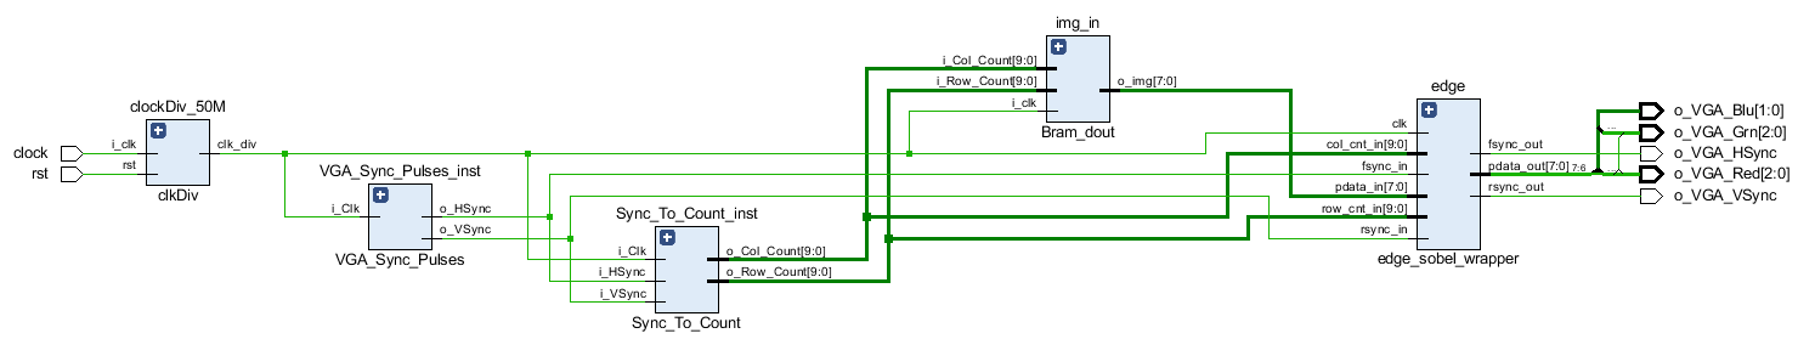 clock
rst
clockDiv_50M
i_clk
rst
clk_div
clkDiv
VGA_Sync_Pulses_inst
i_Clk
o_HSync
o_VSync
VGA_Sync_Pulses
Sync_To_Count_inst
i_Clk
i_HSync
i_VSync
o_Col_Count[9:0]
o_Row_Count[9:0]
Sync_To_Count
img_in
i_Col_Count[9:0]
i_Row_Count[9:0]
i_clk
o_img[7:0]
Bram_dout
edge
clk
col_cnt_in[9:0]
fsync_in
pdata_in[7:0]
row_cnt_in[9:0]
rsync_in
fsync_out
pdata_out[7:0] 7:6
rsync_out
edge_sobel_wrapper
o_VGA_Blu[1:0]
o_VGA_Grn[2:0]
o_VGA_HSync
o_VGA_Red[2:0]
o_VGA_VSync